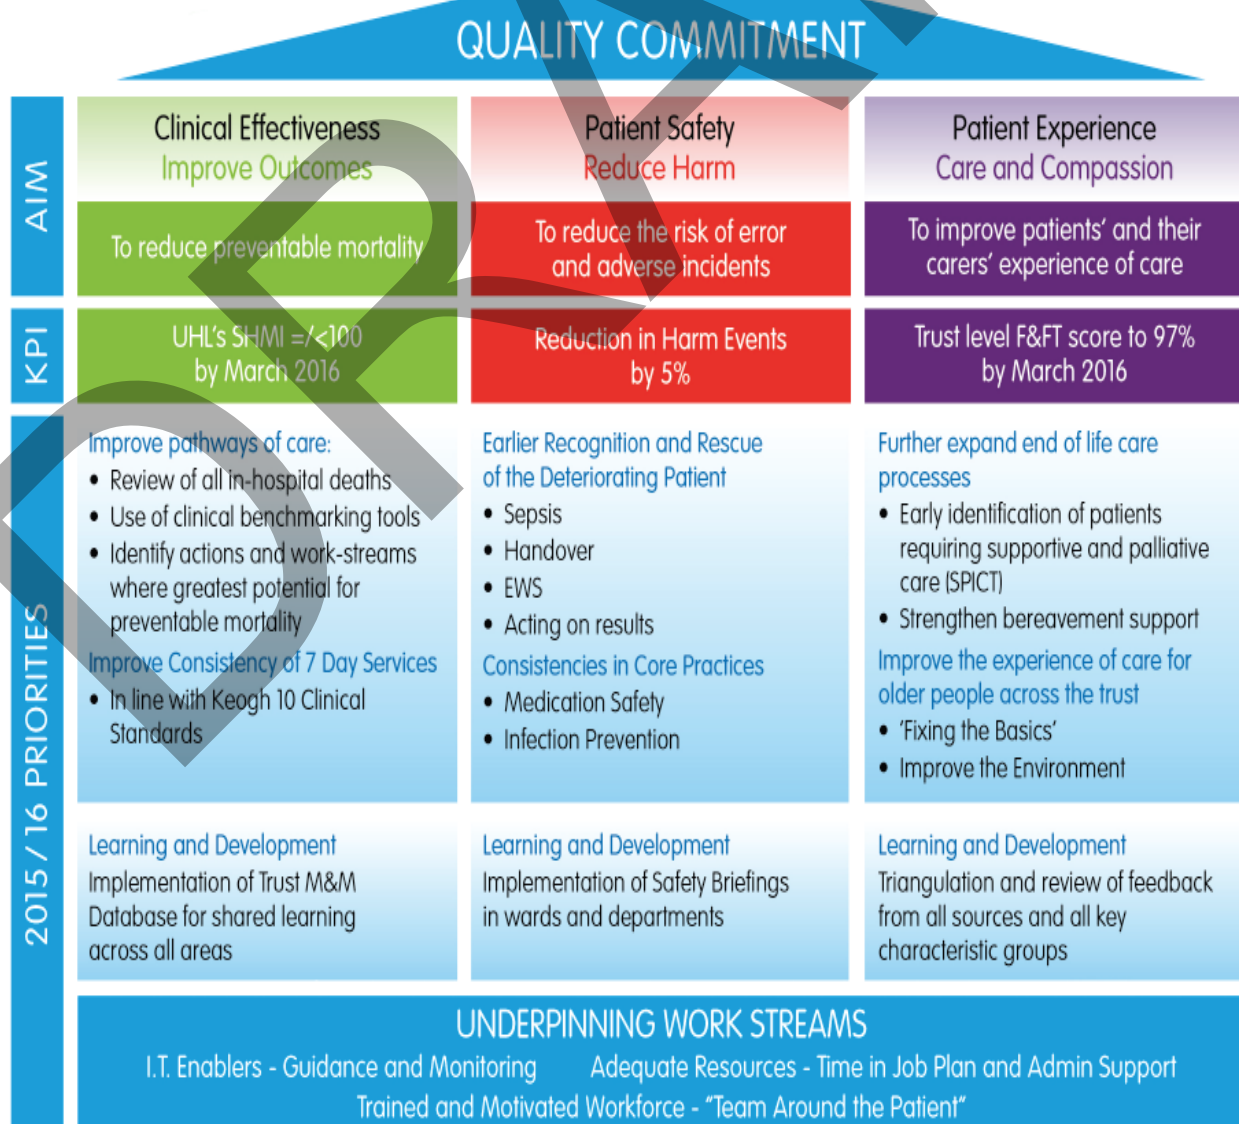 QUALITY COMMITMENT
AIM
Clinical Effectiveness
Improve Outcomes
To reduce preventable mortality
Patient Safety
Reduce Harm
To reduce the risk of error
and adverse incidents
Patient Experience
Care and Compassion
To improve patients' and their
carers' experience of care
KPI
UHL's SHMI =/<100
by March 2016
Reduction in Harm Events
by 5%
Trust level F&FT score to 97%
by March 2016
2015 / 16 PRIORITIES
Improve pathways of care:
• Review of all in-hospital deaths
• Use of clinical benchmarking tools
• Identify actions and work-streams
where greatest potential for
preventable mortality
Improve Consistency of 7 Day Services
• In line with Keogh 10 Clinical
Standards
Earlier Recognition and Rescue
of the Deteriorating Patient
• Sepsis
• Handover
• EWS
• Acting on results
Consistencies in Core Practices
• Medication Safety
• Infection Prevention
Further expand end of life care
processes
• Early identification of patients
requiring supportive and palliative
care (SPICT)
• Strengthen bereavement support
Improve the experience of care for
older people across the trust
• 'Fixing the Basics'
• Improve the Environment
Learning and Development
Implementation of Trust M&M
Database for shared learning
across all areas
Learning and Development
Implementation of Safety Briefings
in wards and departments
Learning and Development
Triangulation and review of feedback
from all sources and all key
characteristic groups
UNDERPINNING WORK STREAMS
I.T. Enablers - Guidance and Monitoring Adequate Resources - Time in Job Plan and Admin Support
Trained and Motivated Workforce - "Team Around the Patient"